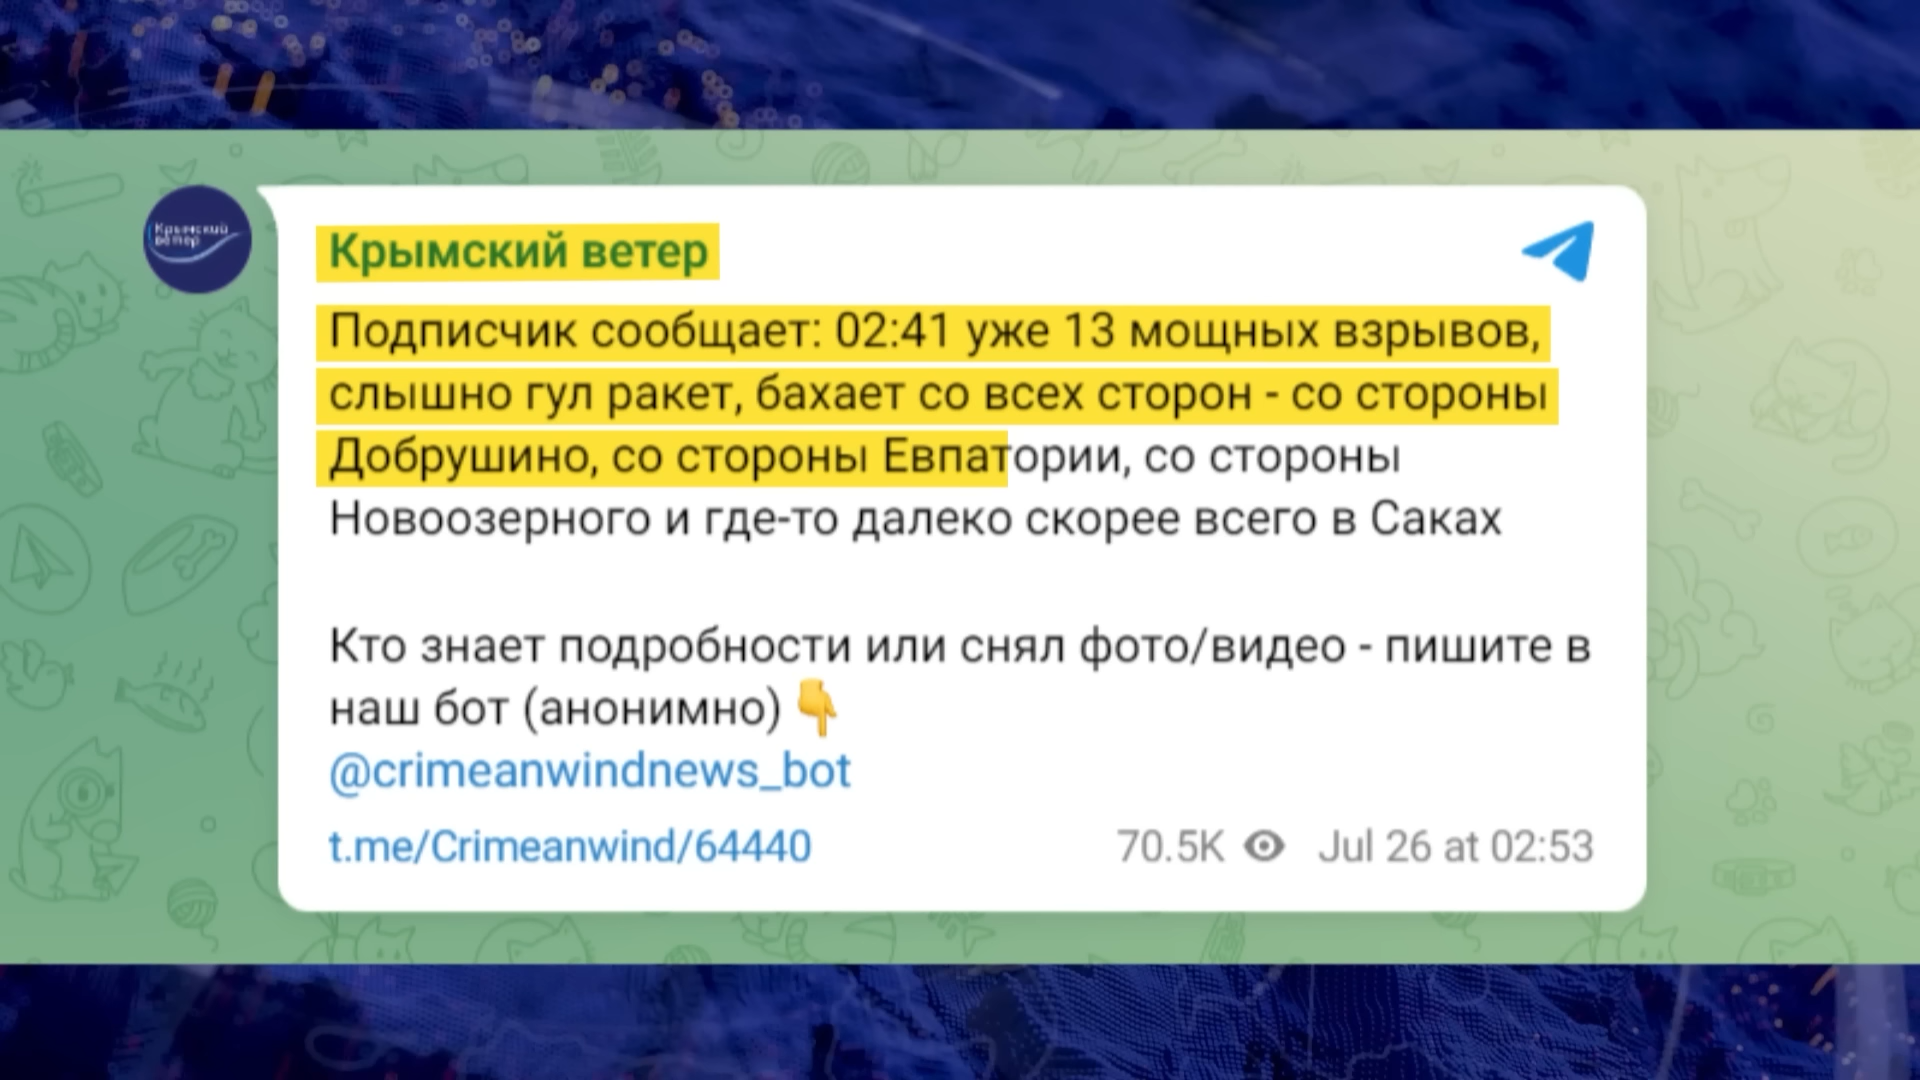 Крымский ветер
Крымский ветер
Подписчик сообщает: 02:41 уже 13 мощных взрывов,
слышно гул ракет, бахает со всех сторон - со стороны
Добрушино, со стороны Евпатории, со стороны
Новоозерного и где-то далеко скорее всего в Саках
Кто знает подробности или снял фото/видео - пишите в
наш бот (анонимно) 👇
@crimeanwindnews_bot
t.me/Crimeanwind/64440 70.5K Jul 26 at 02:53